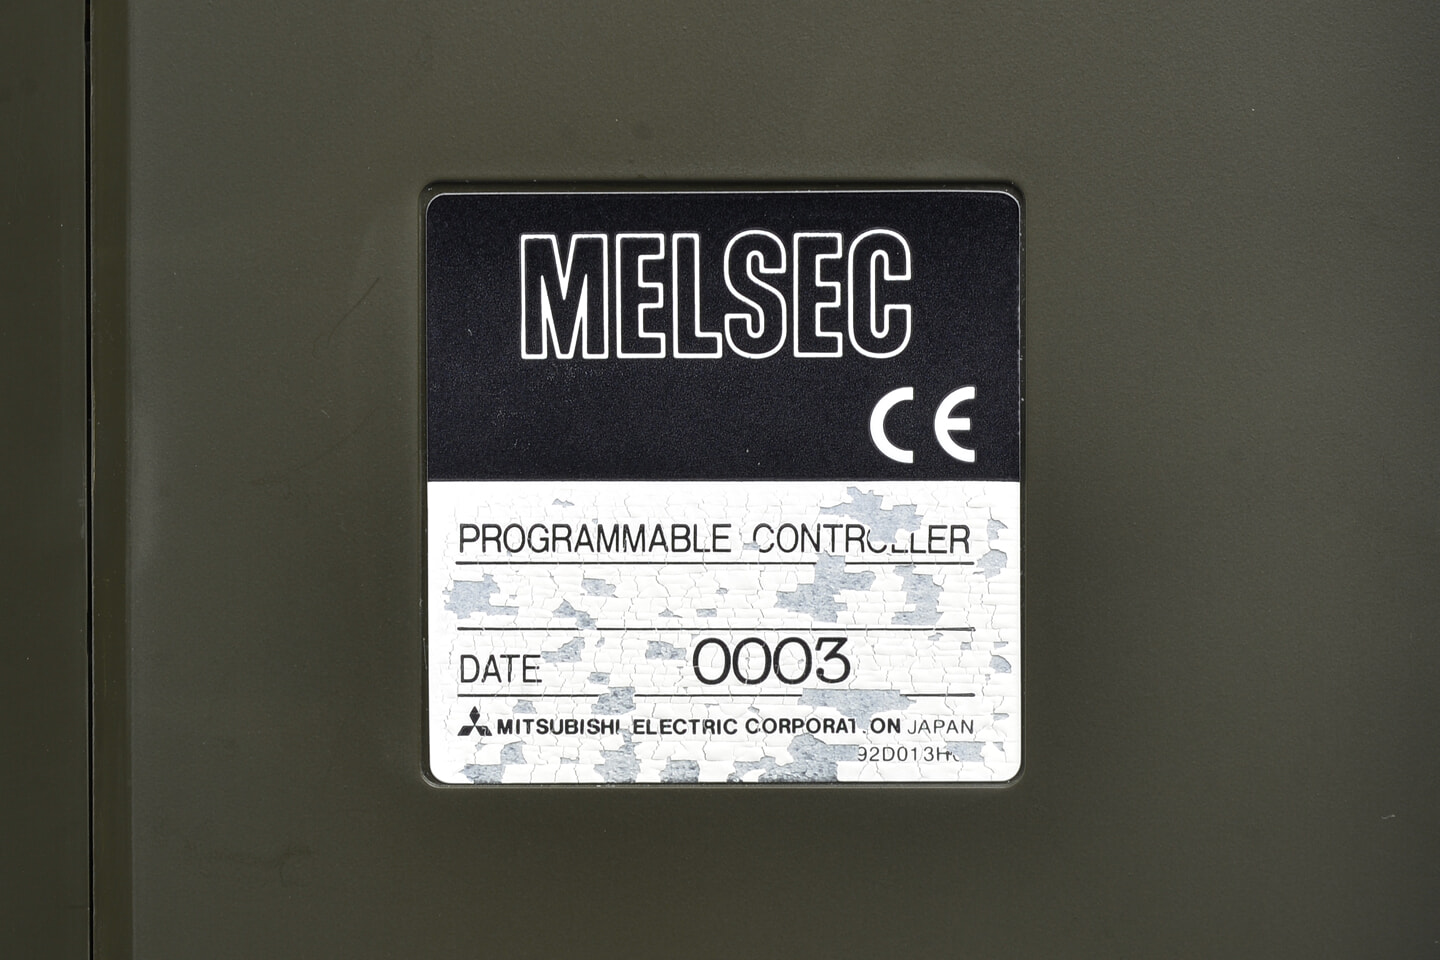 MELSEC
CE
PROGRAMMABLE CONTROLLER
DATE 0003
MITSUBISHI ELECTRIC CORPORATION JAPAN